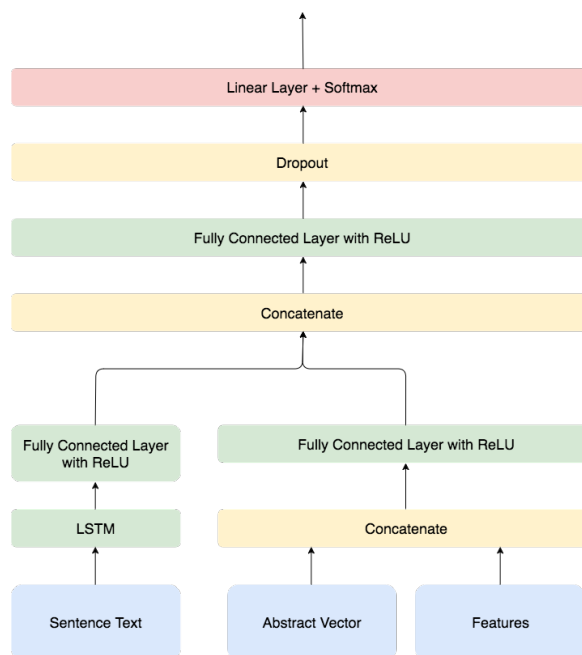 Linear Layer + Softmax
Dropout
Fully Connected Layer with ReLU
Concatenate
Fully Connected Layer
with ReLU
Fully Connected Layer with ReLU
LSTM
Concatenate
Sentence Text
Abstract Vector
Features